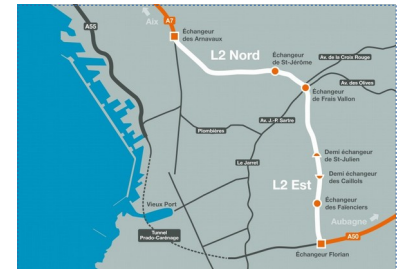 A7
Aix
A55
Échangeur
des Arnavaux
L2 Nord
Échangeur
de St-Jérôme
Av. de la Croix Rouge
Av. des Olives
Échangeur
de Frais Vallon
Av. J.-P. Sartre
Plombières
Le Jarret
Demi échangeur
de St-Julien
Demi échangeur
des Caillols
L2 Est
Échangeur
des Faïenciers
Vieux Port
Aubagne
Tunnel
Prado-Carénage
A50
Échangeur Florian